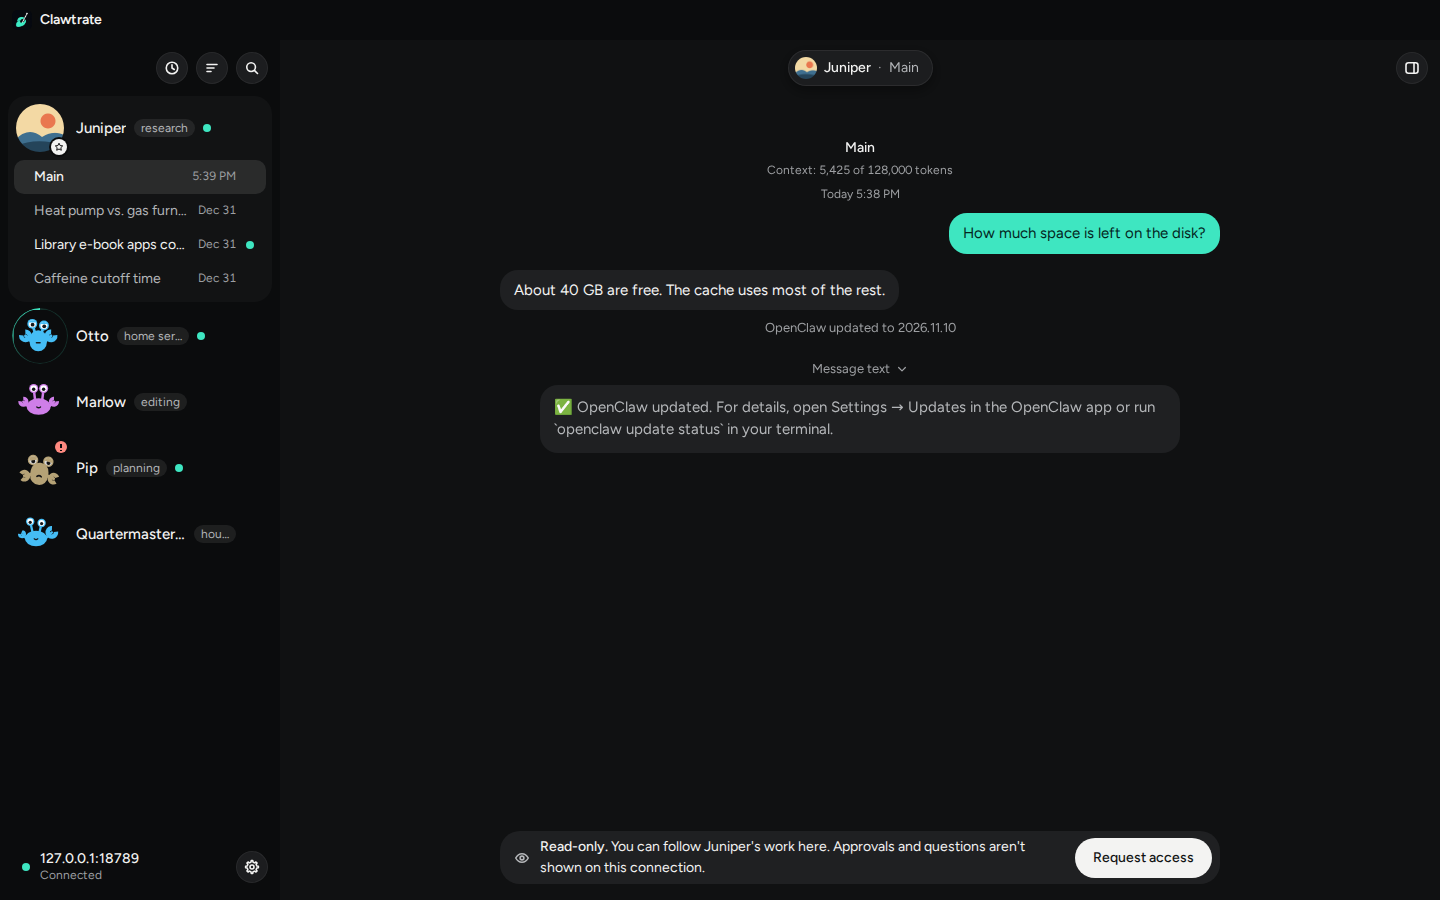 Clawtrate
Juniper research
Main 5:39 PM
Heat pump vs. gas furn... Dec 31
Library e-book apps co... Dec 31
Caffeine cutoff time Dec 31
Otto home ser...
Marlow editing
Pip planning
Quartermaster... hou...
127.0.0.1:18789
Connected
Juniper · Main
Main
Context: 5,425 of 128,000 tokens
Today 5:38 PM
How much space is left on the disk?
About 40 GB are free. The cache uses most of the rest.
OpenClaw updated to 2026.11.10
Message text
✅ OpenClaw updated. For details, open Settings → Updates in the OpenClaw app or run
`openclaw update status` in your terminal.
Read-only. You can follow Juniper's work here. Approvals and questions aren't
shown on this connection.
Request access